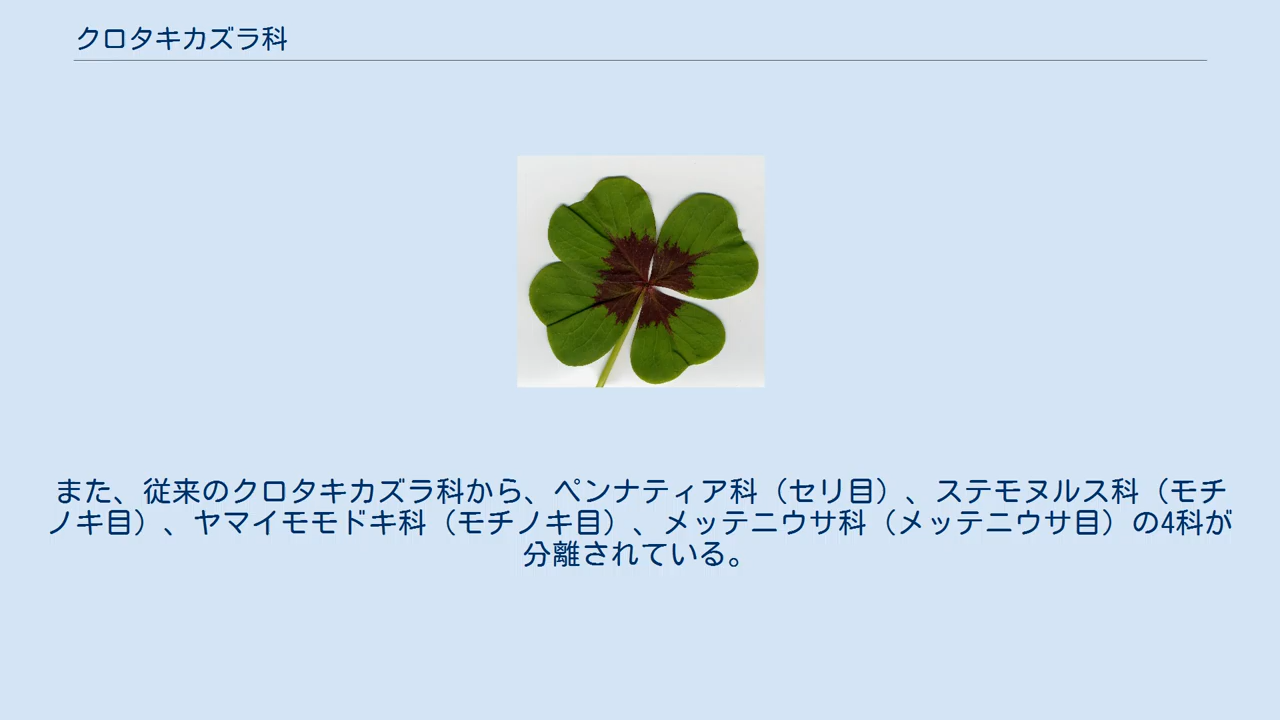 クロタキカズラ科
また、従来のクロタキカズラ科から、ペンナティア科（セリ目）、ステモヌルス科（モチ
ノキ目）、ヤマイモモドキ科（モチノキ目）、メッテニウサ科（メッテニウサ目）の4科が
分離されている。